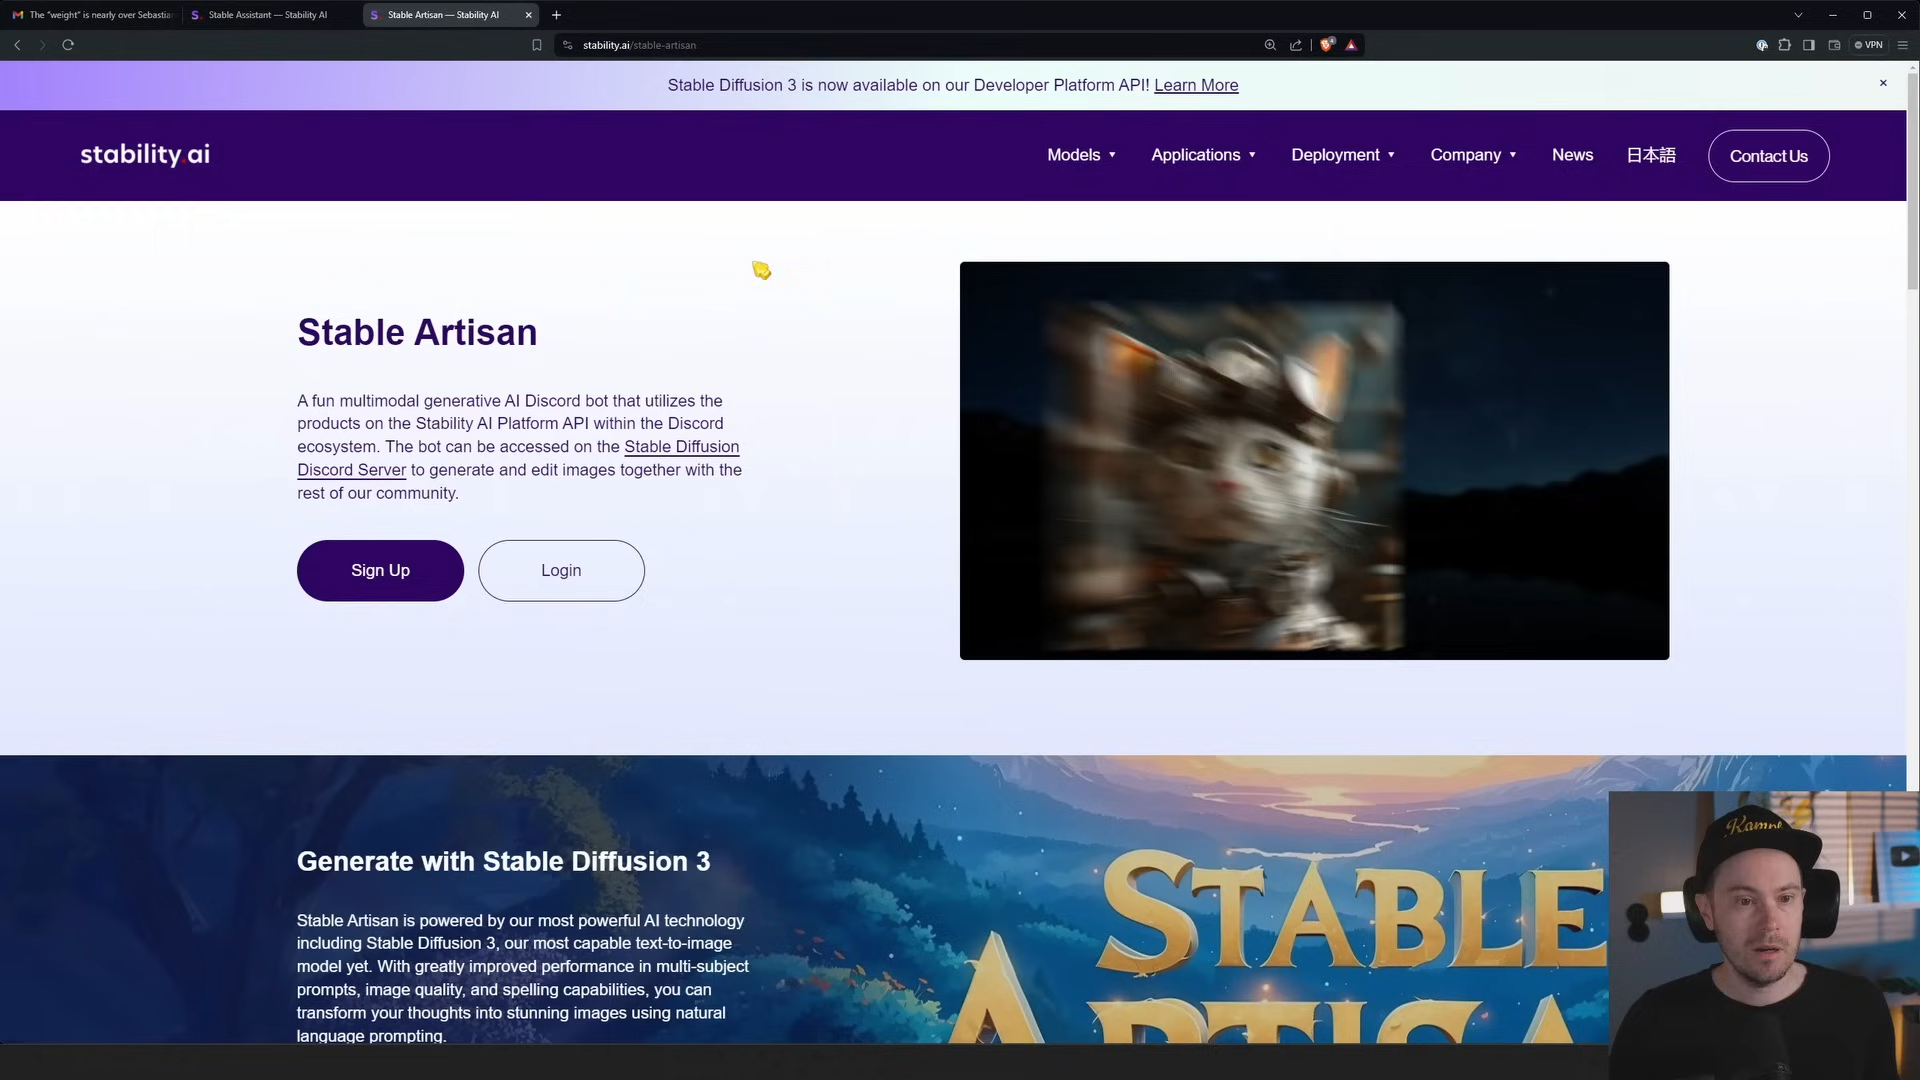 The "weight" is nearly over Sebastian
Stable Assistant — Stability AI
Stable Artisan — Stability AI
stability.ai/stable-artisan
VPN
Stable Diffusion 3 is now available on our Developer Platform API! Learn More
stability.ai
Models
Applications
Deployment
Company
News
日本語
Contact Us
Stable Artisan
A fun multimodal generative AI Discord bot that utilizes the
products on the Stability AI Platform API within the Discord
ecosystem. The bot can be accessed on the Stable Diffusion
Discord Server to generate and edit images together with the
rest of our community.
Sign Up
Login
Generate with Stable Diffusion 3
Stable Artisan is powered by our most powerful AI technology
including Stable Diffusion 3, our most capable text-to-image
model yet. With greatly improved performance in multi-subject
prompts, image quality, and spelling capabilities, you can
transform your thoughts into stunning images using natural
language prompting.
STABLE
ARTISA